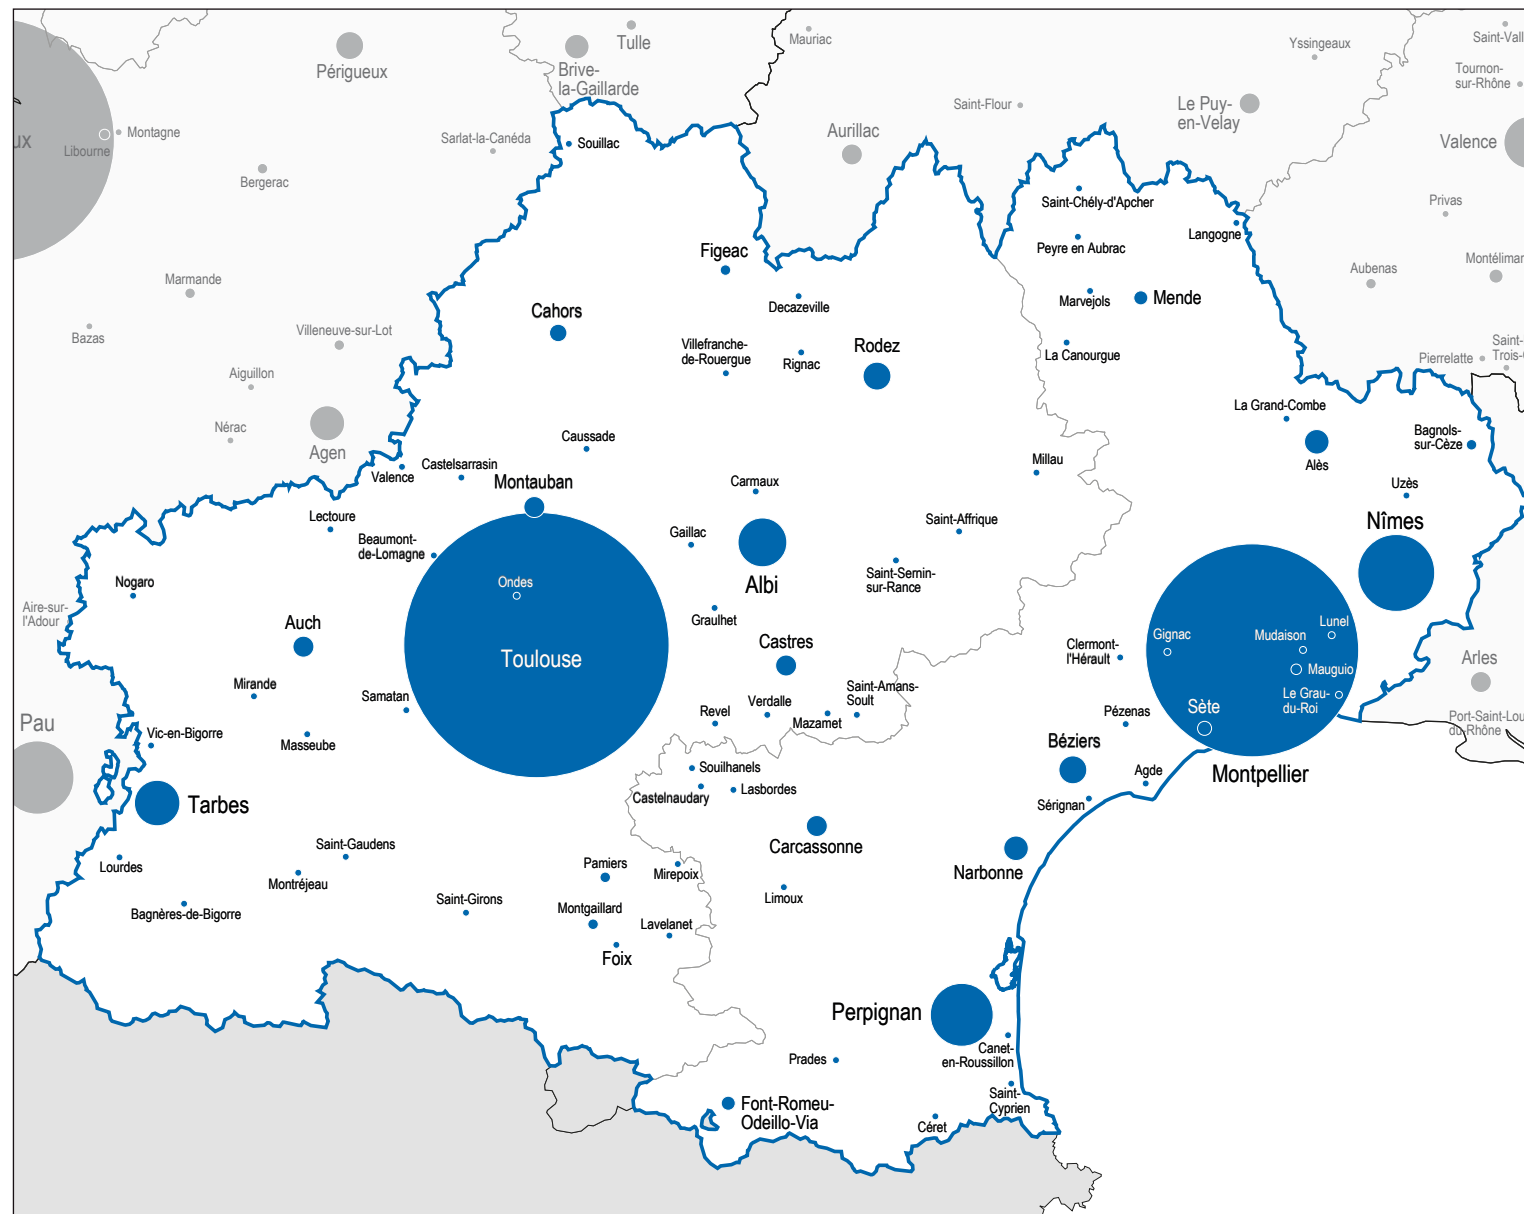 Tulle
Mauriac
Yssingeaux
Saint-Vall
Périgueux
Brive-
la-Gaillarde
Tournon-
sur-Rhône
Saint-Flour
Le Puy-
en-Velay
ux
Montagne
Libourne
Sarlat-la-Canéda
Souillac
Aurillac
Valence
Bergerac
Saint-Chély-d'Apcher
Privas
Peyre en Aubrac
Langogne
Figeac
Marmande
Decazeville
Marvejols
Mende
Aubenas
Montélimar
Bazas
Villeneuve-sur-Lot
Cahors
Villefranche-
de-Rouergue
Rignac
Rodez
La Canourgue
Pierrelatte
Saint-
Trois-
Aiguillon
Nérac
Agen
La Grand-Combe
Alès
Bagnols-
sur-Cèze
Caussade
Valence
Castelsarrasin
Montauban
Carmaux
Millau
Uzès
Lectoure
Beaumont-
de-Lomagne
Gaillac
Albi
Saint-Affrique
Nîmes
Nogaro
Ondes
Saint-Sernin-
sur-Rance
Aire-sur-
l'Adour
Auch
Toulouse
Graulhet
Castres
Clermont-
l'Hérault
Gignac
Mudaison
Lunel
Mauguio
Arles
Mirande
Samatan
Saint-Amans-
Soult
Le Grau-
du-Roi
Pau
Vic-en-Bigorre
Masseube
Revel
Verdalle
Mazamet
Pézenas
Sète
Port-Saint-Lou
du-Rhône
Béziers
Souilhanels
Castelnaudary
Lasbordes
Agde
Montpellier
Tarbes
Sérignan
Carcassonne
Lourdes
Saint-Gaudens
Montréjeau
Pamiers
Mirepoix
Narbonne
Bagnères-de-Bigorre
Saint-Girons
Montgaillard
Lavelanet
Limoux
Foix
Perpignan
Canet-
en-Roussillon
Prades
Font-Romeu-
Odeillo-Via
Saint-
Cyprien
Céret